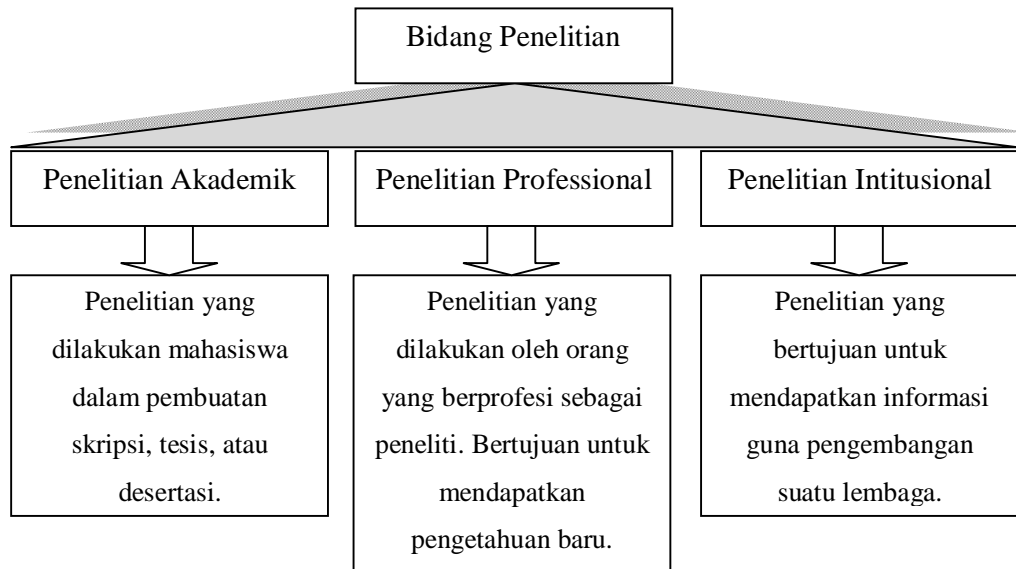 Bidang Penelitian
Penelitian Akademik
Penelitian Professional
Penelitian Intitusional
Penelitian yang
dilakukan mahasiswa
dalam pembuatan
skripsi, tesis, atau
desertasi.
Penelitian yang
dilakukan oleh orang
yang berprofesi sebagai
peneliti. Bertujuan untuk
mendapatkan
pengetahuan baru.
Penelitian yang
bertujuan untuk
mendapatkan informasi
guna pengembangan
suatu lembaga.